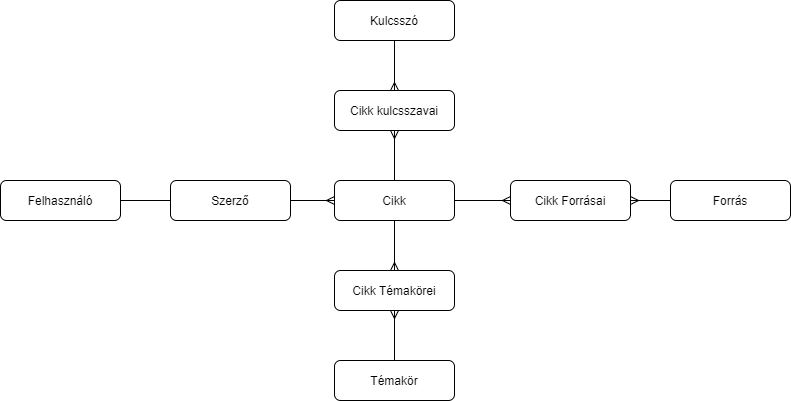 Kulcsszó
Cikk kulcsszavai
Felhasználó
Szerző
Cikk
Cikk Forrásai
Forrás
Cikk Témakörei
Témakör